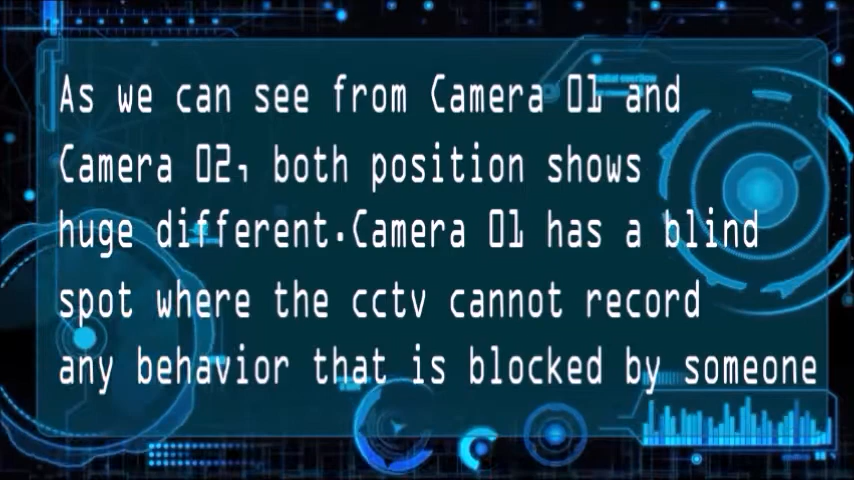 As we can see from Camera 01 and
Camera 02, both position shows
huge different.Camera 01 has a blind
spot where the cctv cannot record
any behavior that is blocked by someone